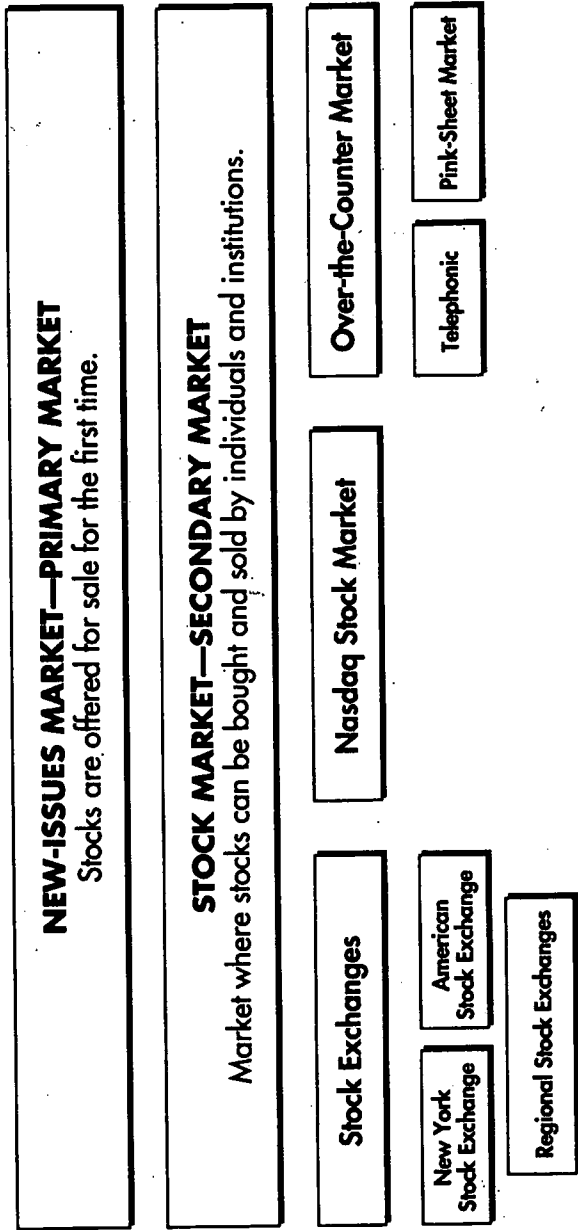 NEW-ISSUES MARKET—PRIMARY MARKET
Stocks are offered for sale for the first time.
STOCK MARKET—SECONDARY MARKET
Market where stocks can be bought and sold by individuals and institutions.
Stock Exchanges
Nasdaq Stock Market
Over-the-Counter Market
New York
Stock Exchange
American
Stock Exchange
Telephonic
Pink-Sheet Market
Regional Stock Exchanges